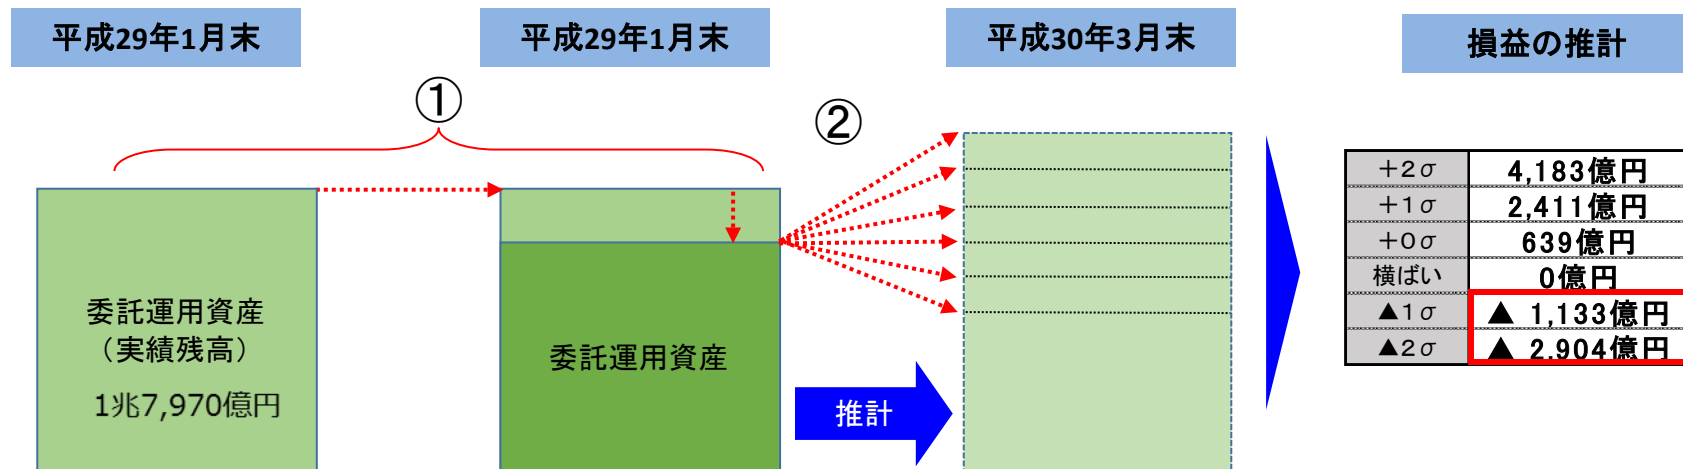 平成29年1月末
平成29年1月末
平成30年3月末
損益の推計
①
②
委託運用資産
（実績残高）
1兆7,970億円
委託運用資産
推計
＋2σ 4,183億円
＋1σ 2,411億円
＋0σ 639億円
横ばい 0億円
▲1σ ▲ 1,133億円
▲2σ ▲ 2,904億円